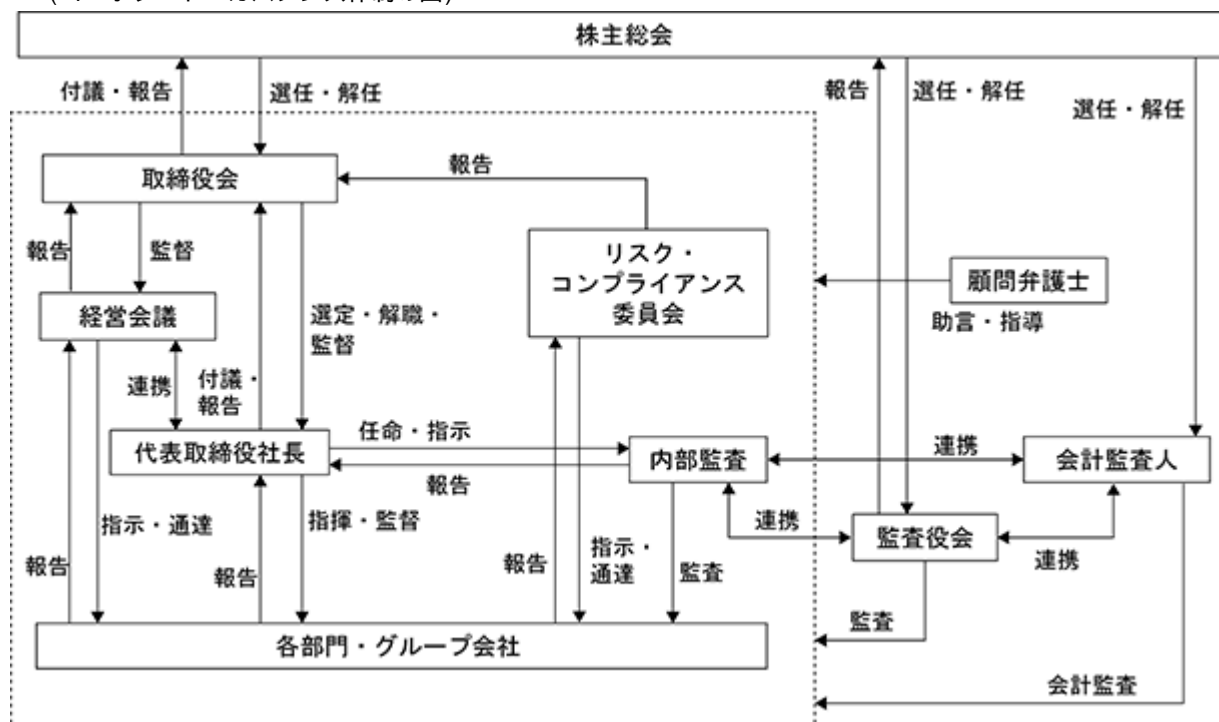 株主総会
付議・報告
選任・解任
報告
選任・解任
選任・解任
取締役会
報告
報告
監督
リスク・
コンプライアンス
委員会
顧問弁護士
助言・指導
経営会議
選定・解職・
監督
連携
付議・
報告
代表取締役社長
任命・指示
報告
内部監査
連携
会計監査人
指示・通達
指揮・監督
連携
監査役会
連携
報告
報告
報告
指示・
通達
監査
監査
各部門・グループ会社
会計監査